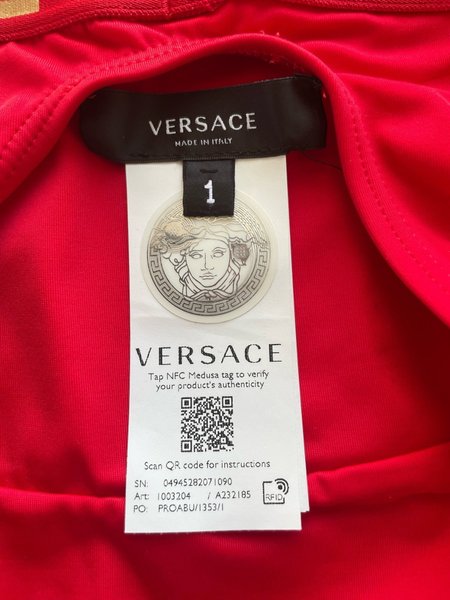 VERSACE
MADE IN ITALY
1
VERSACE
Tap NFC Medusa tag to verify
your product's authenticity
Scan QR code for instructions
SN: 04945282071090
Art: 1003204 / A232185
PO: PROABU/1353/1
RFID